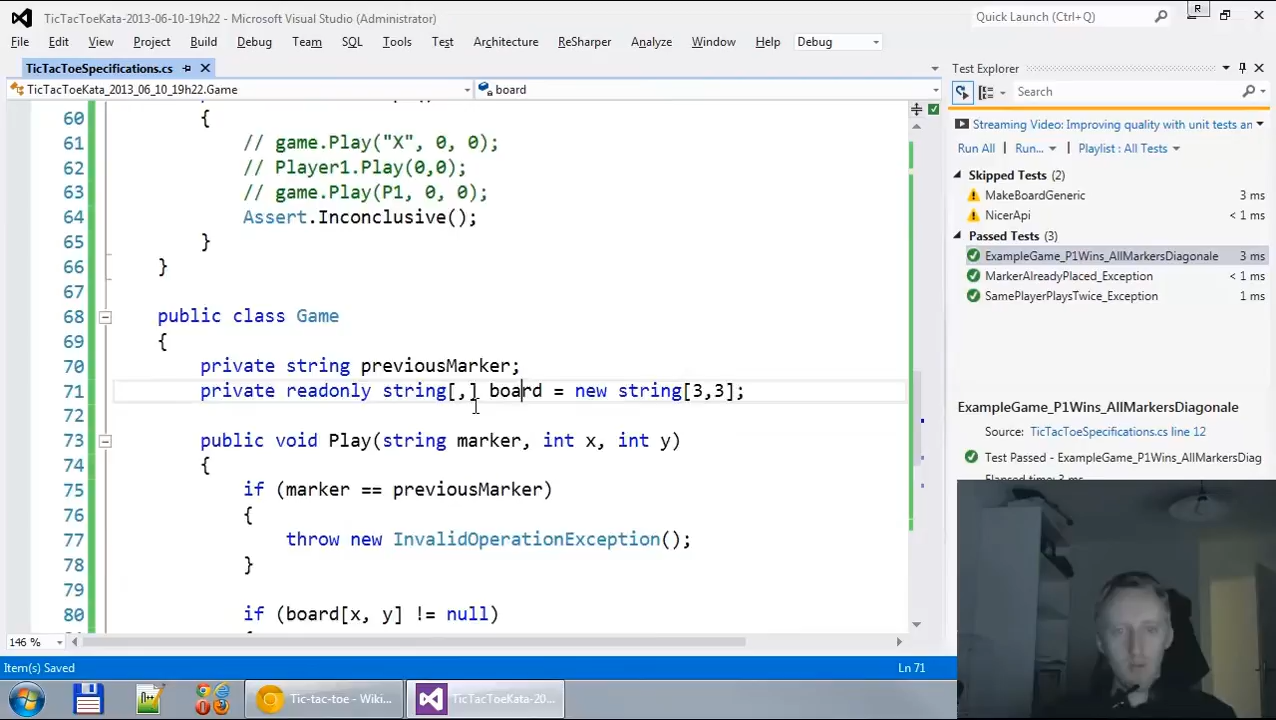 TicTacToeKata-2013-06-10-19h22 - Microsoft Visual Studio (Administrator)
Quick Launch (Ctrl+Q)
R
File Edit View Project Build Debug Team SQL Tools Test Architecture ReSharper Analyze Window Help Debug
TicTacToeSpecifications.cs
TicTacToeKata_2013_06_10_19h22.Game
board
60 {
61 // game.Play("X", 0, 0);
62 // Player1.Play(0,0);
63 // game.Play(P1, 0, 0);
64 Assert.Inconclusive();
65 }
66 }
67
68 public class Game
69 {
70 private string previousMarker;
71 private readonly string[,] board = new string[3,3];
72
73 public void Play(string marker, int x, int y)
74 {
75 if (marker == previousMarker)
76 {
77 throw new InvalidOperationException();
78 }
79
80 if (board[x, y] != null)
146 %
Item(s) Saved
Ln 71
Test Explorer
Search
Streaming Video: Improving quality with unit tests an
Run All Run... Playlist : All Tests
Skipped Tests (2)
MakeBoardGeneric 3 ms
NicerApi < 1 ms
Passed Tests (3)
ExampleGame_P1Wins_AllMarkersDiagonale 3 ms
MarkerAlreadyPlaced_Exception < 1 ms
SamePlayerPlaysTwice_Exception 1 ms
ExampleGame_P1Wins_AllMarkersDiagonale
Source: TicTacToeSpecifications.cs line 12
Test Passed - ExampleGame_P1Wins_AllMarkersDiag
Tic-tac-toe - Wiki...
TicTacToeKata-20...